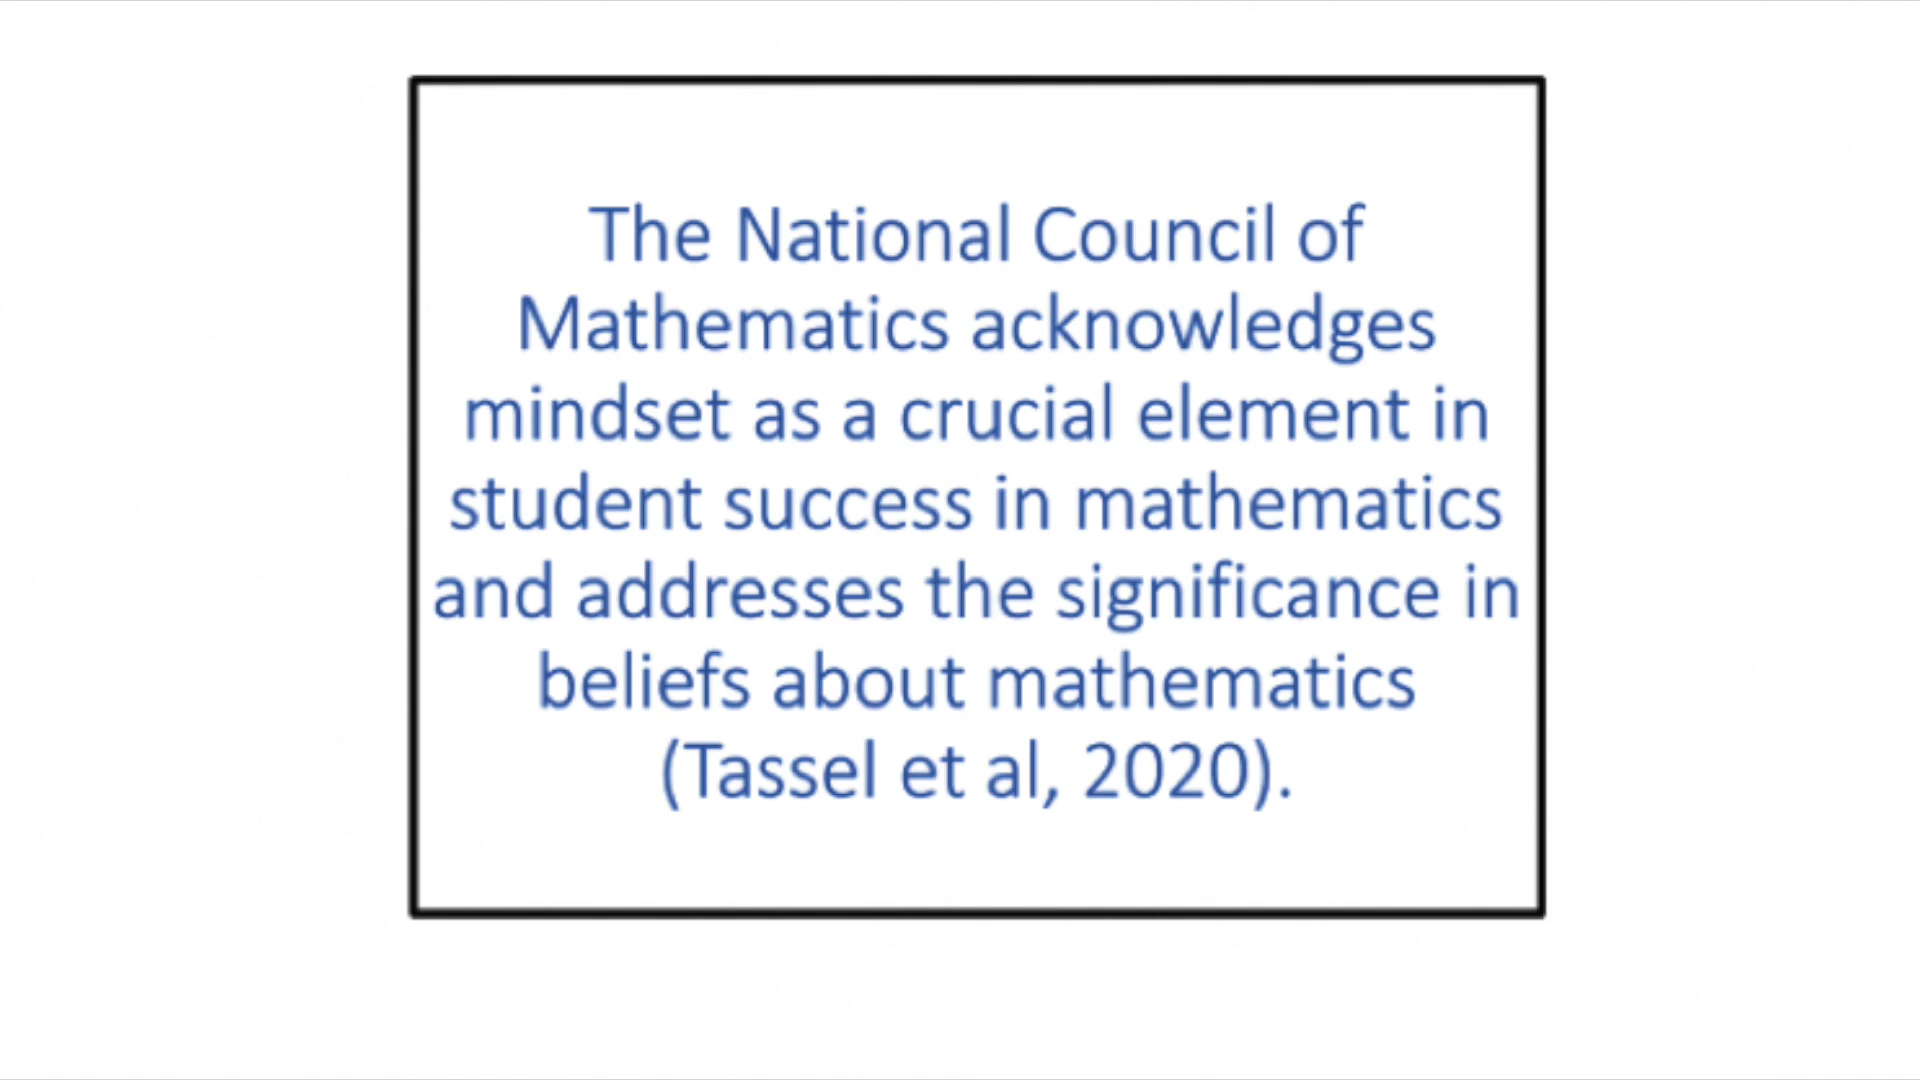 The National Council of
Mathematics acknowledges
mindset as a crucial element in
student success in mathematics
and addresses the significance in
beliefs about mathematics
(Tassel et al, 2020).